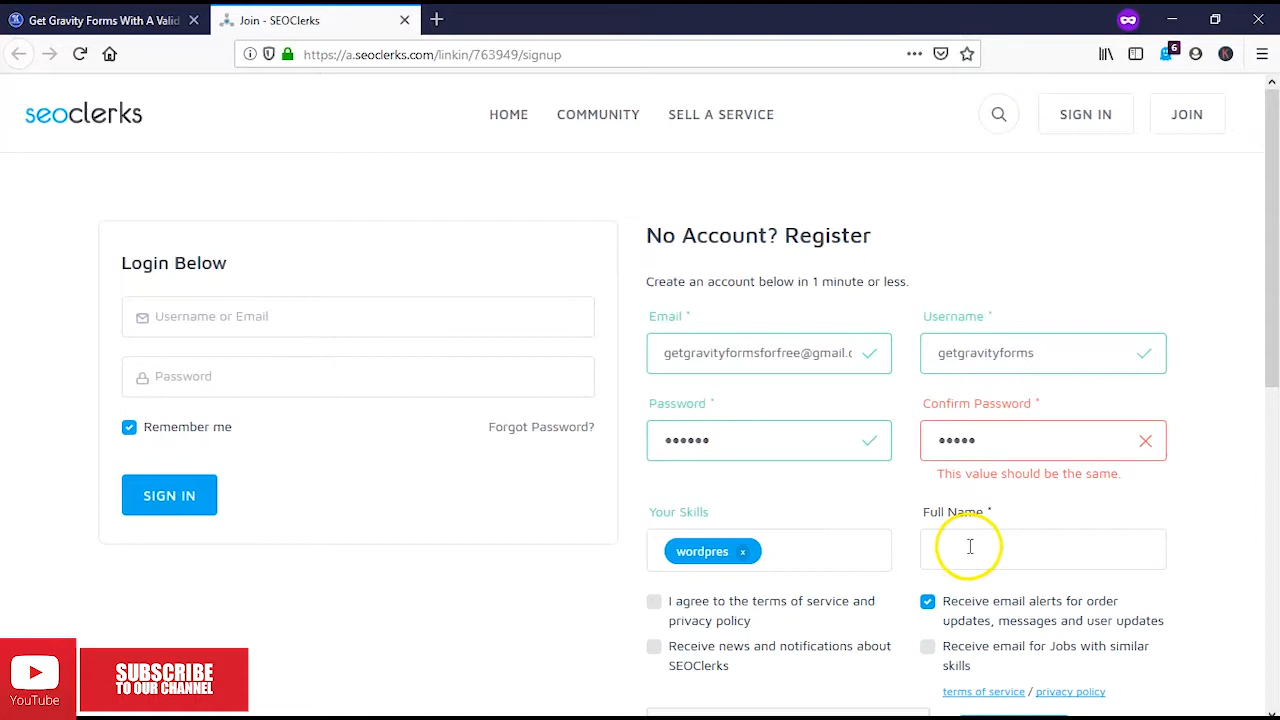 Get Gravity Forms With A Valid
Join - SEOClerks
https://a.seoclerks.com/linkin/763949/signup
6
K
seoclerks
HOME
COMMUNITY
SELL A SERVICE
SIGN IN
JOIN
Login Below
Username or Email
Password
Remember me
Forgot Password?
SIGN IN
No Account? Register
Create an account below in 1 minute or less.
Email *
Username *
getgravityformsforfree@gmail.c
getgravityforms
Password *
Confirm Password *
This value should be the same.
Your Skills
Full Name *
wordpres x
I agree to the terms of service and
privacy policy
Receive email alerts for order
updates, messages and user updates
Receive news and notifications about
SEOClerks
Receive email for Jobs with similar
skills
terms of service / privacy policy
YouTube
SUBSCRIBE
TO OUR CHANNEL